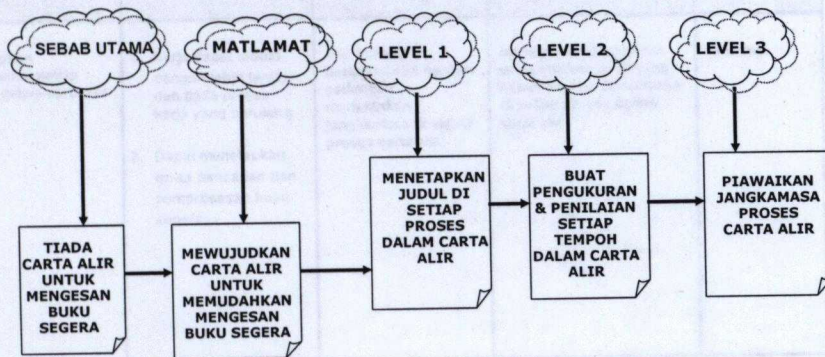 SEBAB UTAMA
MATLAMAT
LEVEL 1
LEVEL 2
LEVEL 3
TIADA
CARTA ALIR
UNTUK
MENGESAN
BUKU
SEGERA
MEWUJUDKAN
CARTA ALIR
UNTUK
MEMUDAHKAN
MENGESAN
BUKU SEGERA
MENETAPKAN
JUDUL DI
SETIAP
PROSES
DALAM CARTA
ALIR
BUAT
PENGUKURAN
& PENILAIAN
SETIAP
TEMPOH
DALAM CARTA
ALIR
PIAWAIKAN
JANGKAMASA
PROSES
CARTA ALIR